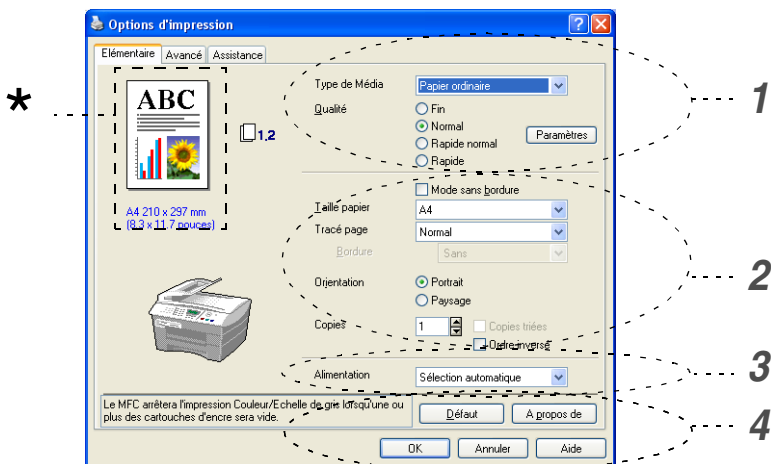 Options d'impression
Elémentaire Avancé Assistance
*
ABC
1,2
A4 210 x 297 mm
(8.3 x 11.7 pouces)
Type de Média Papier ordinaire
Qualité Fin
Normal
Rapide normal
Rapide
Paramètres
1
Mode sans bordure
Taille papier A4
Tracé page Normal
Bordure Sans
Orientation Portrait
Paysage
Copies 1 Copies triées
Ordre inversé
2
Alimentation Sélection automatique
3
Le MFC arrêtera l'impression Couleur/Echelle de gris lorsqu'une ou
plus des cartouches d'encre sera vide.
Défaut A propos de
OK Annuler Aide
4